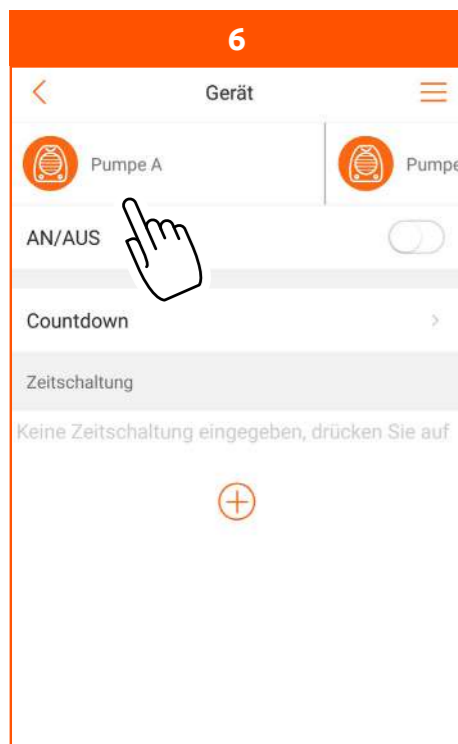 6
Gerät
Pumpe A
Pumpe
AN/AUS
Countdown
Zeitschaltung
Keine Zeitschaltung eingegeben, drücken Sie auf